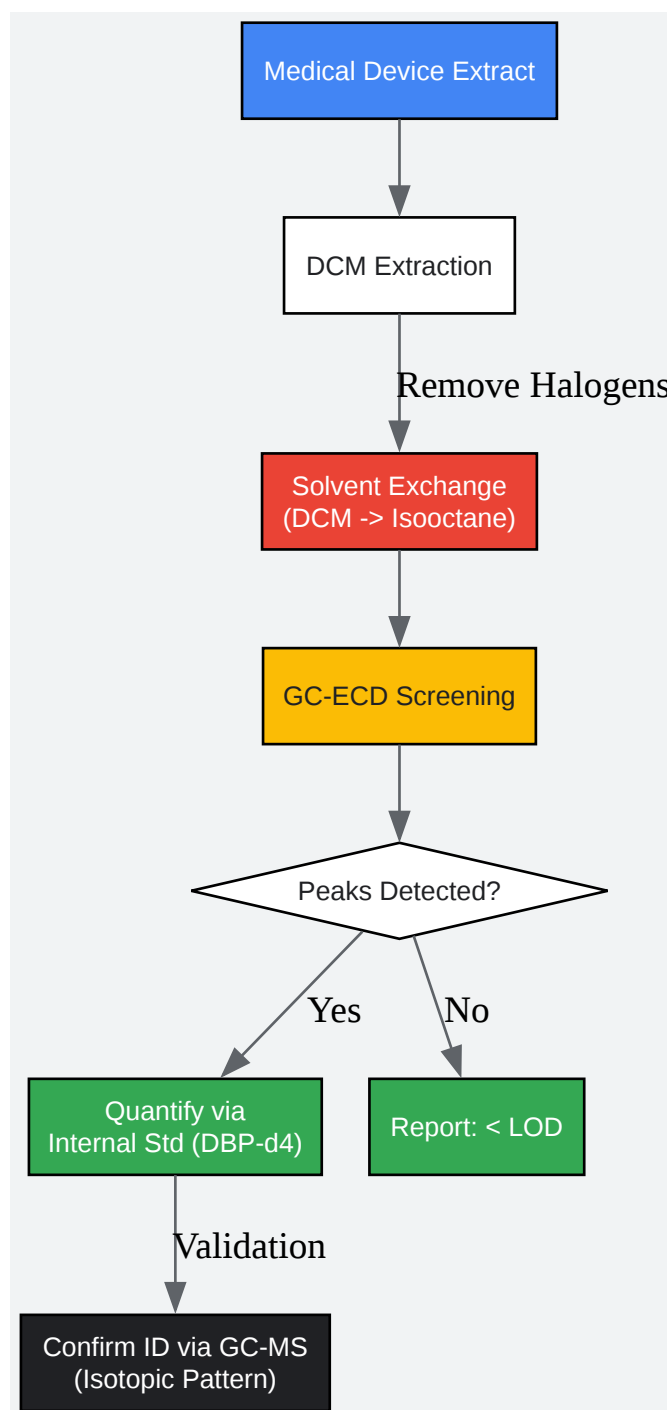 Medical Device Extract
DCM Extraction
Remove Halogens
Solvent Exchange
(DCM -> Isooctane)
GC-ECD Screening
Peaks Detected?
Yes
No
Quantify via
Internal Std (DBP-d4)
Report: < LOD
Validation
Confirm ID via GC-MS
(Isotopic Pattern)